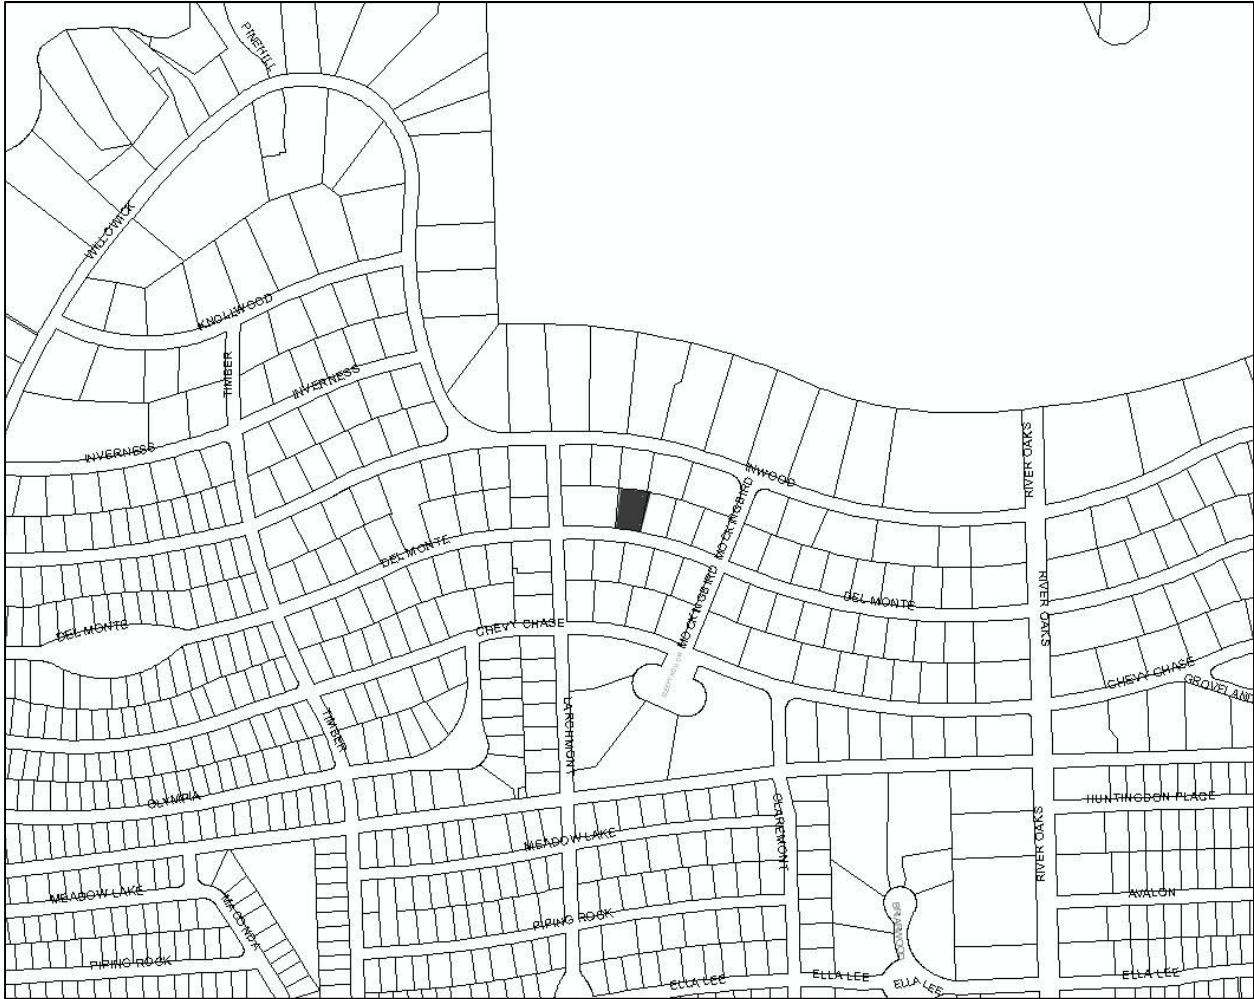 PINEHILL
WILLOWICK
KNOLLWOOD
TIMBER
INVERNESS
INVERNESS
RIVER OAKS
INWOOD
MOCKINGBIRD
DEL MONTE
MOCKINGBIRD
DEL MONTE
RIVER OAKS
DEL MONTE
CHEVY CHASE
SLEEPY HOLLOW
CHEVY CHASE
GROVELAND
TIMBER
LARCHMONT
OLYMPIA
HUNTINGDON PLACE
CLAREMONT
RIVER OAKS
MEADOW LAKE
MEADOW LAKE
AVALON
MACONDA
BRIARWOOD
PIPING ROCK
PIPING ROCK
ELLA LEE
ELLA LEE
ELLA LEE
ELLA LEE